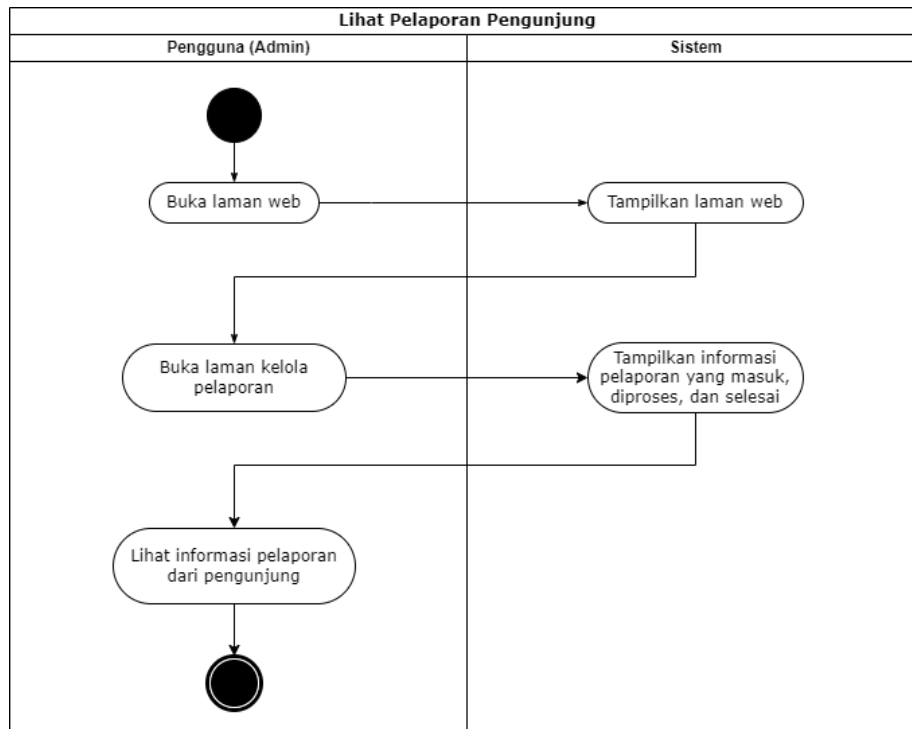 Lihat Pelaporan Pengunjung
Pengguna (Admin)
Sistem
Buka laman web
Tampilkan laman web
Buka laman kelola
pelaporan
Tampilkan informasi
pelaporan yang masuk,
diproses, dan selesai
Lihat informasi pelaporan
dari pengunjung